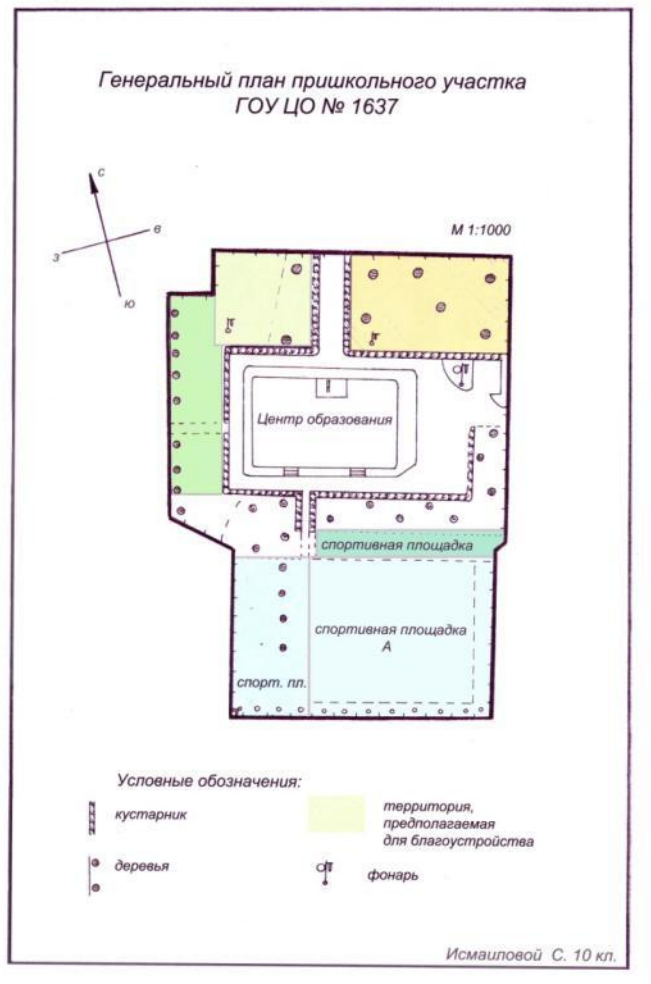 Генеральный план пришкольного участка
ГОУ ЦО № 1637
с
в
з
ю
М 1:1000
Центр образования
спортивная площадка
спортивная площадка
А
спорт. пл.
Условные обозначения:
кустарник
территория,
предполагаемая
для благоустройства
деревья
фонарь
Исмаиловой С. 10 кл.